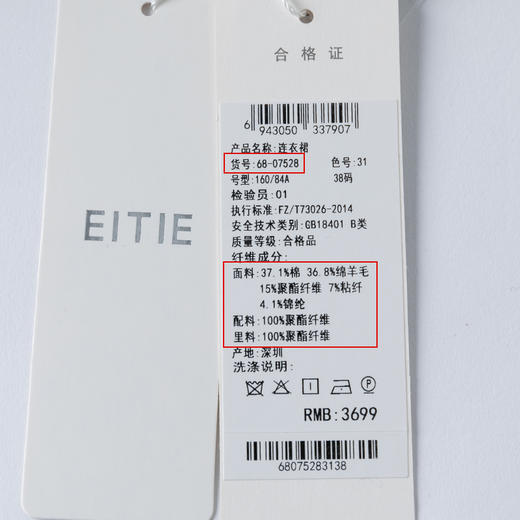 EITIE
合格证
6 943050 337907
产品名称:连衣裙
货号:68-07528 色号:31
号型:160/84A 38码
检验员:01
执行标准:FZ/T73026-2014
安全技术类别:GB18401 B类
质量等级:合格品
纤维成分:
面料:37.1%棉 36.8%绵羊毛
15%聚酯纤维 7%粘纤
4.1%锦纶
配料:100%聚酯纤维
里料:100%聚酯纤维
产地:深圳
洗涤说明:
RMB:3699
68075283138